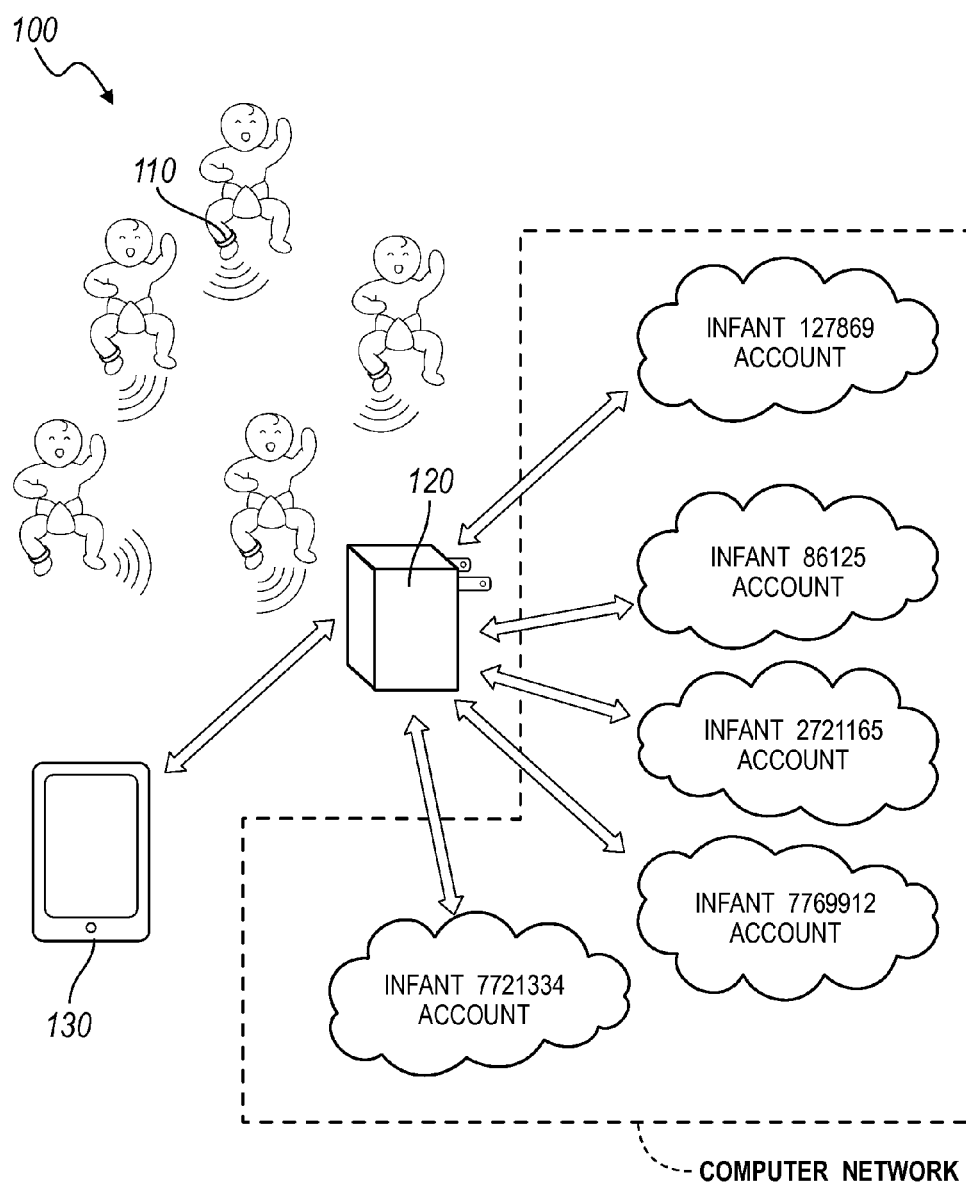 100
110
INFANT 127869
ACCOUNT
120
INFANT 86125
ACCOUNT
INFANT 2721165
ACCOUNT
INFANT 7769912
ACCOUNT
INFANT 7721334
ACCOUNT
130
COMPUTER NETWORK